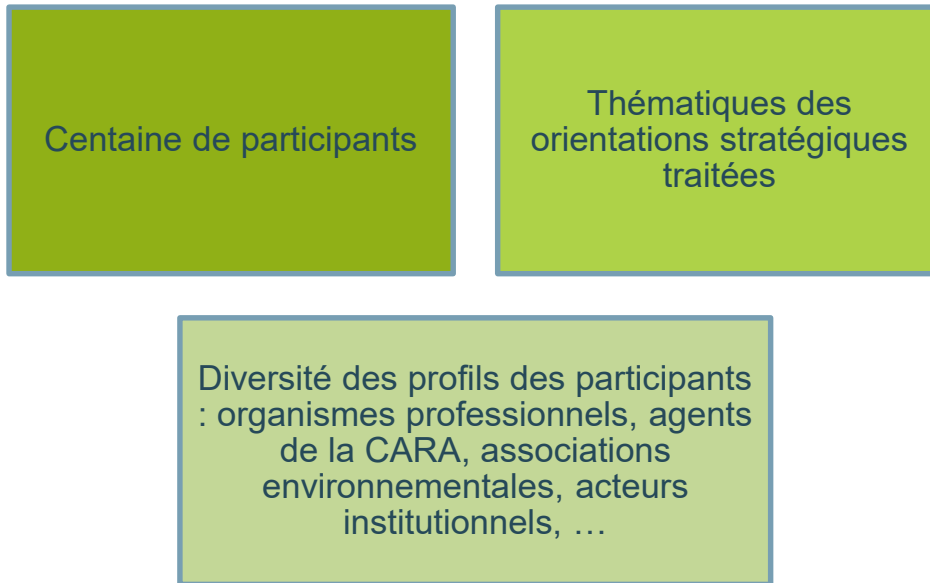 Centaine de participants
Thématiques des
orientations stratégiques
traitées
Diversité des profils des participants
: organismes professionnels, agents
de la CARA, associations
environnementales, acteurs
institutionnels, …